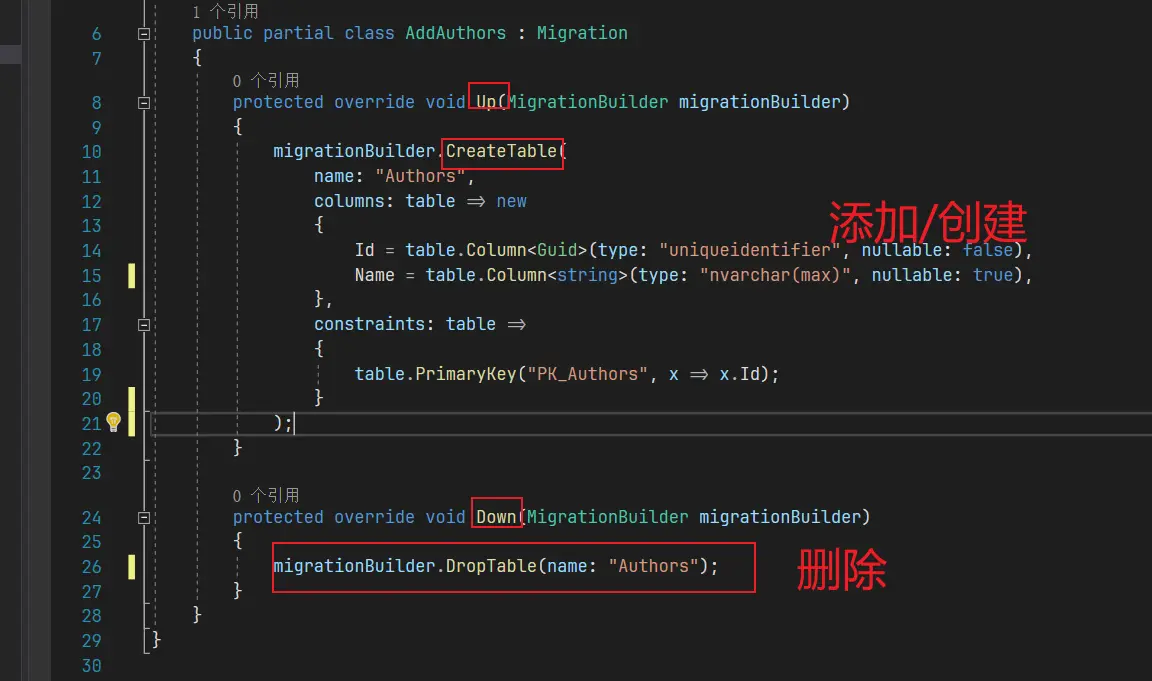 1 个引用
6 public partial class AddAuthors : Migration
7 {
0 个引用
8 protected override void Up(MigrationBuilder migrationBuilder)
9 {
10 migrationBuilder.CreateTable(
11 name: "Authors",
12 columns: table => new
13 {
添加/创建
14 Id = table.Column<Guid>(type: "uniqueidentifier", nullable: false),
15 Name = table.Column<string>(type: "nvarchar(max)", nullable: true),
16 },
17 constraints: table =>
18 {
19 table.PrimaryKey("PK_Authors", x => x.Id);
20 }
21 );
22 }
23
0 个引用
24 protected override void Down(MigrationBuilder migrationBuilder)
25 {
26 migrationBuilder.DropTable(name: "Authors");
删除
27 }
28 }
29 }
30